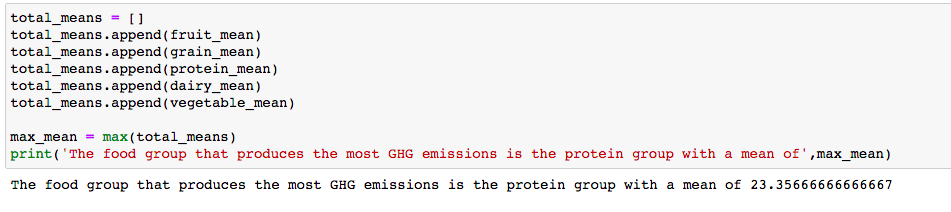 total_means = []
total_means.append(fruit_mean)
total_means.append(grain_mean)
total_means.append(protein_mean)
total_means.append(dairy_mean)
total_means.append(vegetable_mean)
max_mean = max(total_means)
print('The food group that produces the most GHG emissions is the protein group with a mean of',max_mean)
The food group that produces the most GHG emissions is the protein group with a mean of 23.35666666666667